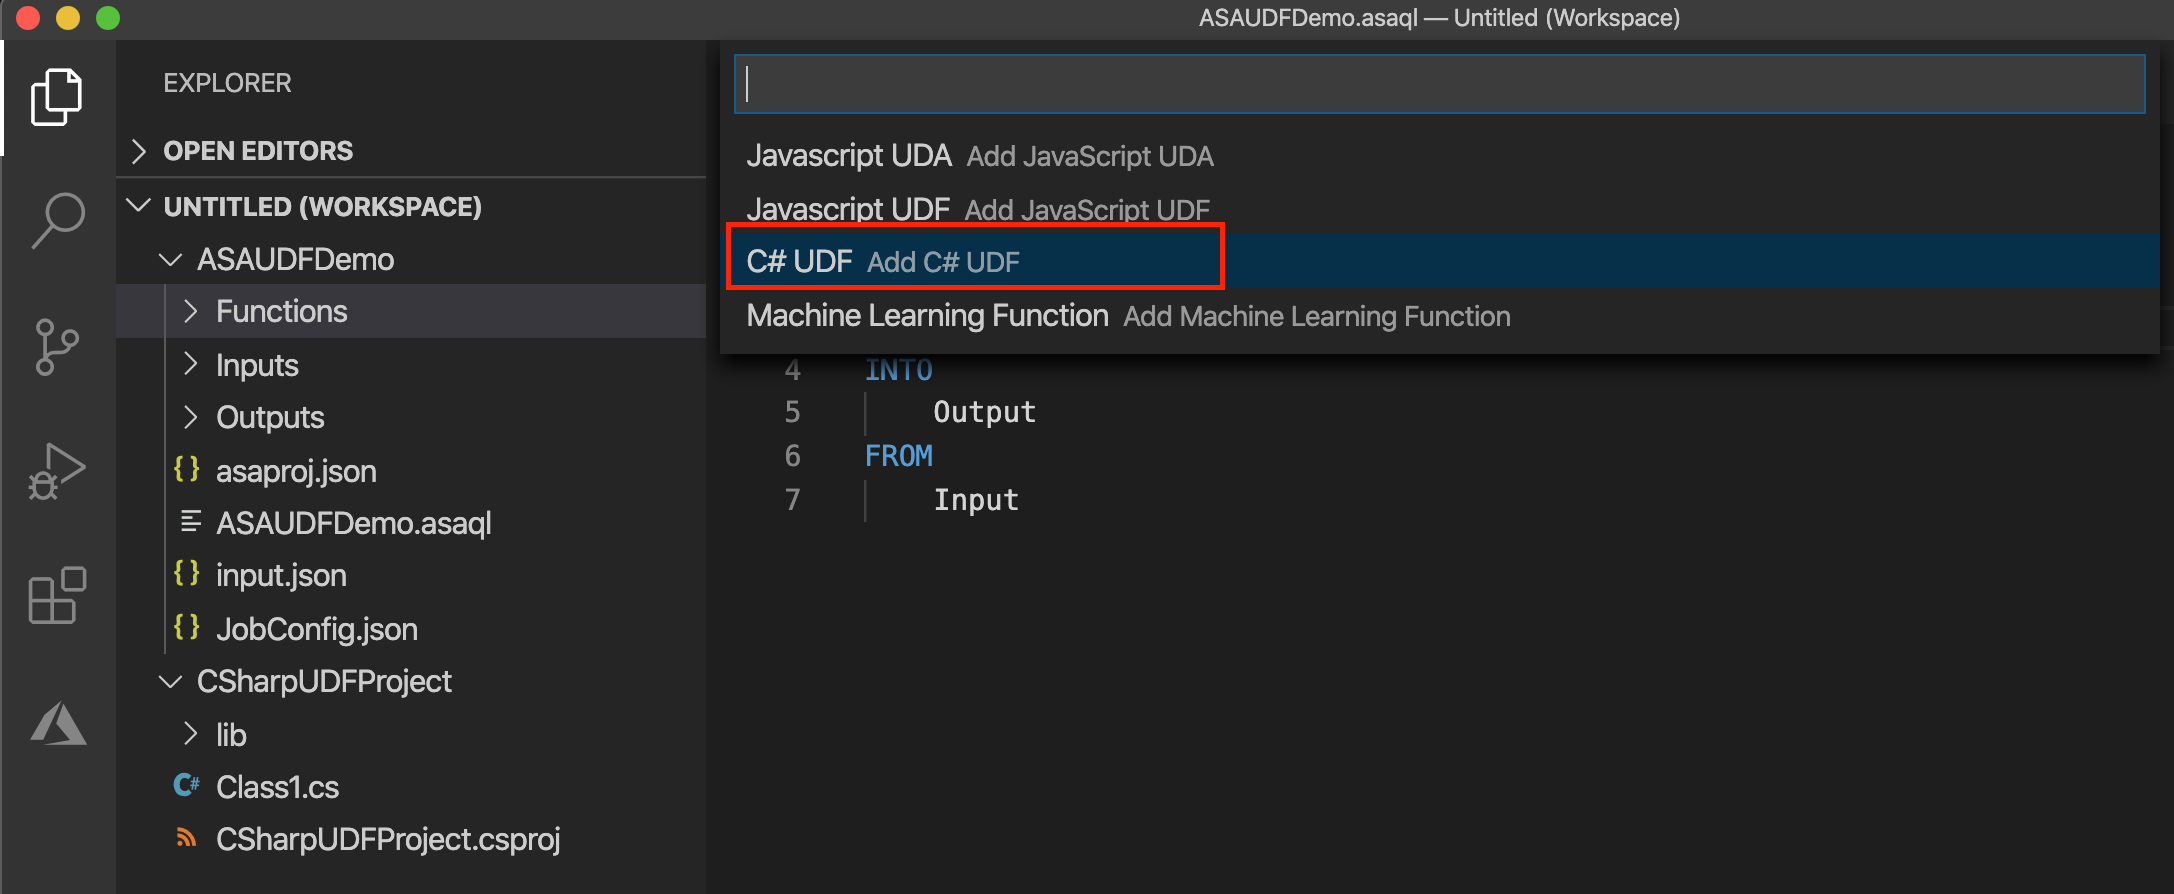 ASAUDFDemo.asaql — Untitled (Workspace)
EXPLORER
OPEN EDITORS
UNTITLED (WORKSPACE)
ASAUDFDemo
Functions
Inputs
Outputs
{} asaproj.json
ASAUDFDemo.asaql
{} input.json
{} JobConfig.json
CSharpUDFProject
lib
C# Class1.cs
CSharpUDFProject.csproj
Javascript UDA Add JavaScript UDA
Javascript UDF Add JavaScript UDF
C# UDF Add C# UDF
Machine Learning Function Add Machine Learning Function
4 INTO
5 Output
6 FROM
7 Input